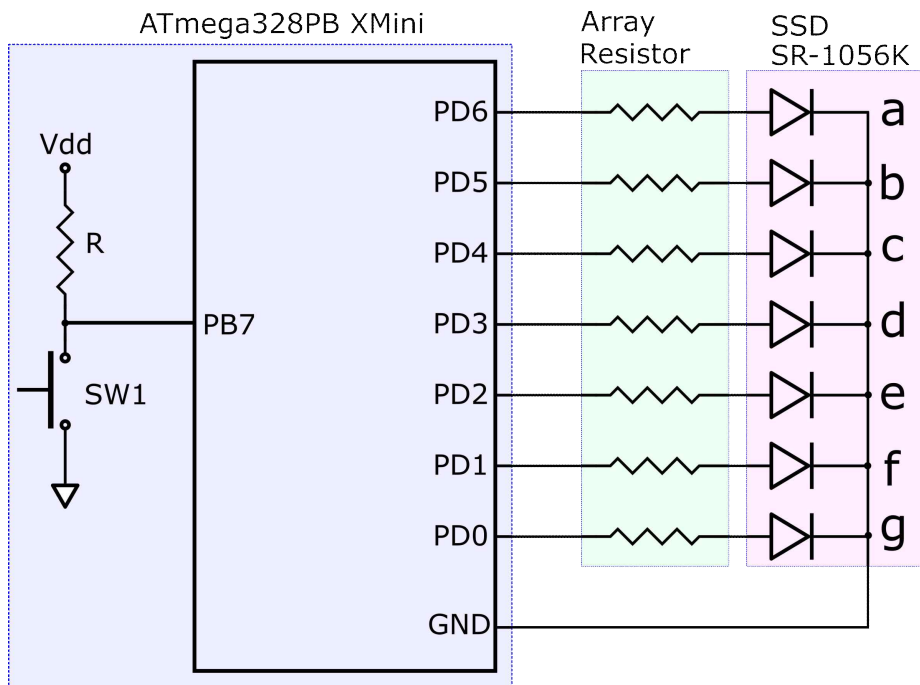 ATmega328PB XMini
Array
Resistor
SSD
SR-1056K
Vdd
R
PB7
SW1
PD6
PD5
PD4
PD3
PD2
PD1
PD0
GND
a
b
c
d
e
f
g